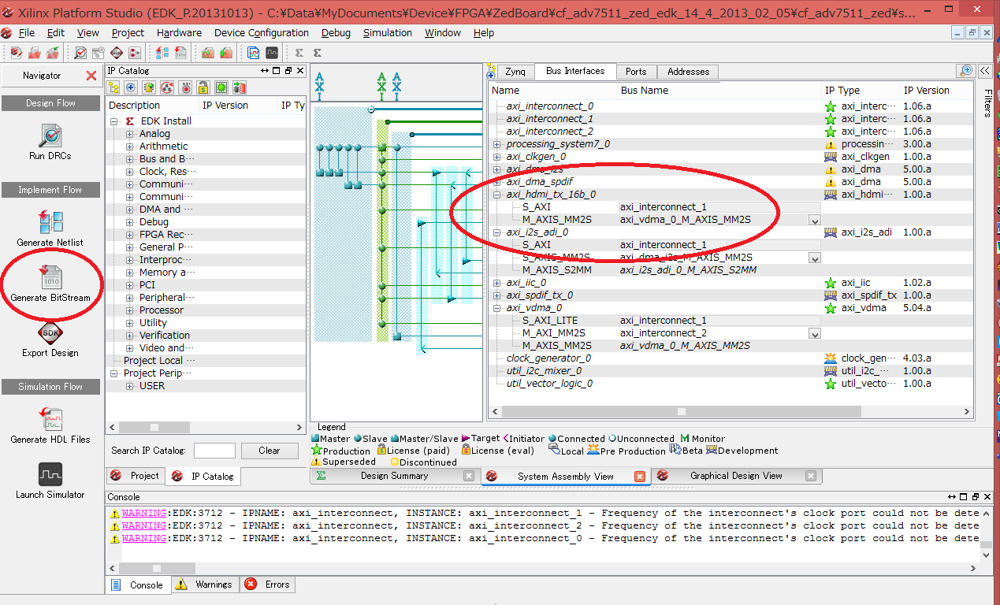 Xilinx Platform Studio (EDK_P.20131013) - C:¥Data¥MyDocuments¥Device¥FPGA¥ZedBoard¥cf_adv7511_zed_edk_14_4_2013_02_05¥cf_adv7511_zed¥s...
File Edit View Project Hardware Device Configuration Debug Simulation Window Help
Navigator
Design Flow
Run DRCs
Implement Flow
Generate Netlist
1010
Generate BitStream
SDK
Export Design
Simulation Flow
Generate HDL Files
Launch Simulator
IP Catalog
Description IP Version IP Ty
EDK Install
Analog
Arithmetic
Bus and B···
Clock, Res···
Communi···
Communi···
DMA and ···
Debug
FPGA Rec···
General P···
Interproc···
Memory a···
PCI
Peripheral···
Processor
Utility
Verification
Video and···
Project Local ···
Project Perip···
USER
Search IP Catalog: Clear
Project IP Catalog
Zynq Bus Interfaces Ports Addresses
Name Bus Name IP Type IP Version
axi_interconnect_0 axi_interc··· 1.06.a
axi_interconnect_1 axi_interc··· 1.06.a
axi_interconnect_2 axi_interc··· 1.06.a
processing_system7_0 processin··· 3.00.a
axi_clkgen_0 axi_clkgen 1.00.a
axi_dma_i2s axi_dma 5.00.a
axi_dma_spdif axi_dma 5.00.a
axi_hdmi_tx_16b_0 axi_hdmi··· 1.00.a
S_AXI axi_interconnect_1
M_AXIS_MM2S axi_vdma_0_M_AXIS_MM2S
axi_i2s_adi_0 axi_i2s_adi 1.00.a
S_AXI axi_interconnect_1
S_AXIS_MM2S axi_dma_i2s_M_AXIS_MM2S
M_AXIS_S2MM axi_i2s_adi_0_M_AXIS_S2MM
axi_iic_0 axi_iic 1.02.a
axi_spdif_tx_0 axi_spdif_tx 1.00.a
axi_vdma_0 axi_vdma 5.04.a
S_AXI_LITE axi_interconnect_1
M_AXI_MM2S axi_interconnect_2
M_AXIS_MM2S axi_vdma_0_M_AXIS_MM2S
clock_generator_0 clock_gen··· 4.03.a
util_i2c_mixer_0 util_i2c_··· 1.00.a
util_vector_logic_0 util_vecto··· 1.00.a
Filters
Legend
Master Slave Master/Slave Target Initiator Connected Unconnected M Monitor
Production License (paid) License (eval) Local Pre Production Beta Development
Superseded Discontinued
Design Summary System Assembly View Graphical Design View
Console
WARNING:EDK:3712 - IPNAME: axi_interconnect, INSTANCE: axi_interconnect_1 - Frequency of the interconnect's clock port could not be dete
WARNING:EDK:3712 - IPNAME: axi_interconnect, INSTANCE: axi_interconnect_2 - Frequency of the interconnect's clock port could not be dete
WARNING:EDK:3712 - IPNAME: axi_interconnect, INSTANCE: axi_interconnect_0 - Frequency of the interconnect's clock port could not be dete
Console Warnings Errors